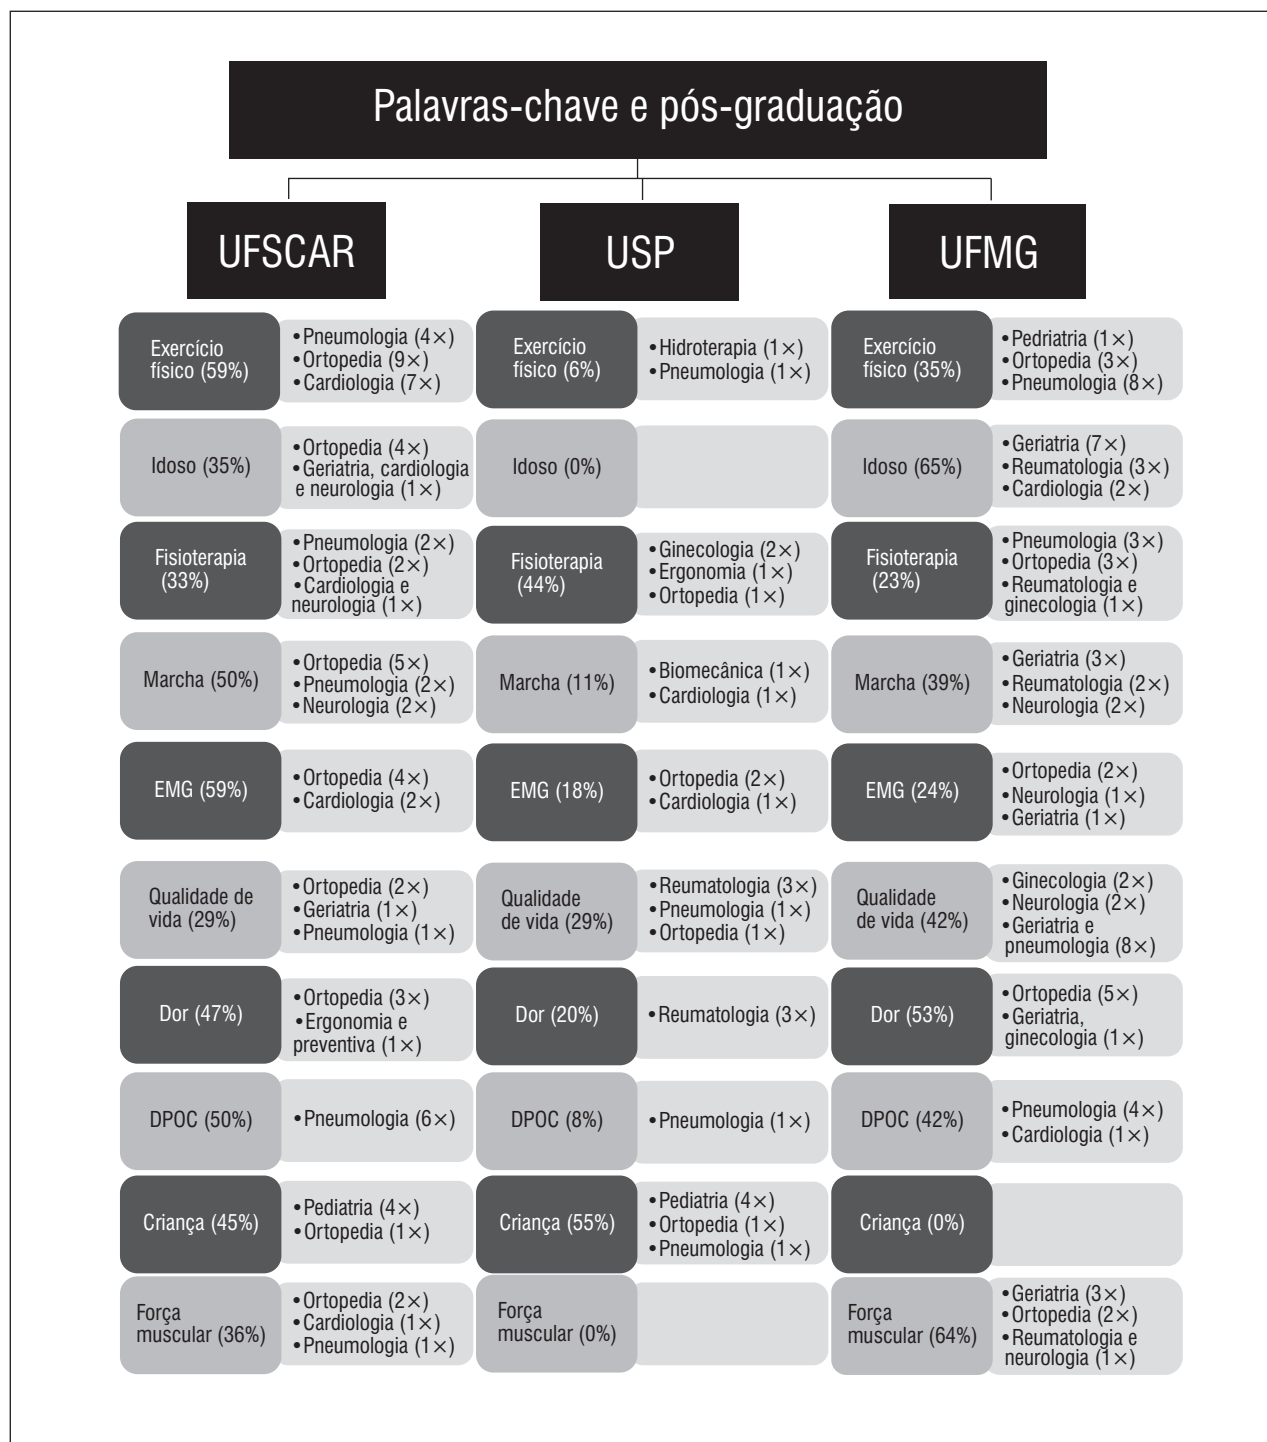 Palavras-chave e pós-graduação
UFSCAR
USP
UFMG
Exercício
físico (59%)
•Pneumologia (4×)
•Ortopedia (9×)
•Cardiologia (7×)
Exercício
físico (6%)
•Hidroterapia (1×)
•Pneumologia (1×)
Exercício
físico (35%)
•Pedriatria (1×)
•Ortopedia (3×)
•Pneumologia (8×)
Idoso (35%)
•Ortopedia (4×)
•Geriatria, cardiologia
e neurologia (1×)
Idoso (0%)
Idoso (65%)
•Geriatria (7×)
•Reumatologia (3×)
•Cardiologia (2×)
Fisioterapia
(33%)
•Pneumologia (2×)
•Ortopedia (2×)
•Cardiologia e
neurologia (1×)
Fisioterapia
(44%)
•Ginecologia (2×)
•Ergonomia (1×)
•Ortopedia (1×)
Fisioterapia
(23%)
•Pneumologia (3×)
•Ortopedia (3×)
•Reumatologia e
ginecologia (1×)
Marcha (50%)
•Ortopedia (5×)
•Pneumologia (2×)
•Neurologia (2×)
Marcha (11%)
•Biomecânica (1×)
•Cardiologia (1×)
Marcha (39%)
•Geriatria (3×)
•Reumatologia (2×)
•Neurologia (2×)
EMG (59%)
•Ortopedia (4×)
•Cardiologia (2×)
EMG (18%)
•Ortopedia (2×)
•Cardiologia (1×)
EMG (24%)
•Ortopedia (2×)
•Neurologia (1×)
•Geriatria (1×)
Qualidade de
vida (29%)
•Ortopedia (2×)
•Geriatria (1×)
•Pneumologia (1×)
Qualidade
de vida (29%)
•Reumatologia (3×)
•Pneumologia (1×)
•Ortopedia (1×)
Qualidade
de vida (42%)
•Ginecologia (2×)
•Neurologia (2×)
•Geriatria e
pneumologia (8×)
Dor (47%)
•Ortopedia (3×)
•Ergonomia e
preventiva (1×)
Dor (20%)
•Reumatologia (3×)
Dor (53%)
•Ortopedia (5×)
•Geriatria,
ginecologia (1×)
DPOC (50%)
•Pneumologia (6×)
DPOC (8%)
•Pneumologia (1×)
DPOC (42%)
•Pneumologia (4×)
•Cardiologia (1×)
Criança (45%)
•Pediatria (4×)
•Ortopedia (1×)
Criança (55%)
•Pediatria (4×)
•Ortopedia (1×)
•Pneumologia (1×)
Criança (0%)
Força
muscular (36%)
•Ortopedia (2×)
•Cardiologia (1×)
•Pneumologia (1×)
Força
muscular (0%)
Força
muscular (64%)
•Geriatria (3×)
•Ortopedia (2×)
•Reumatologia e
neurologia (1×)